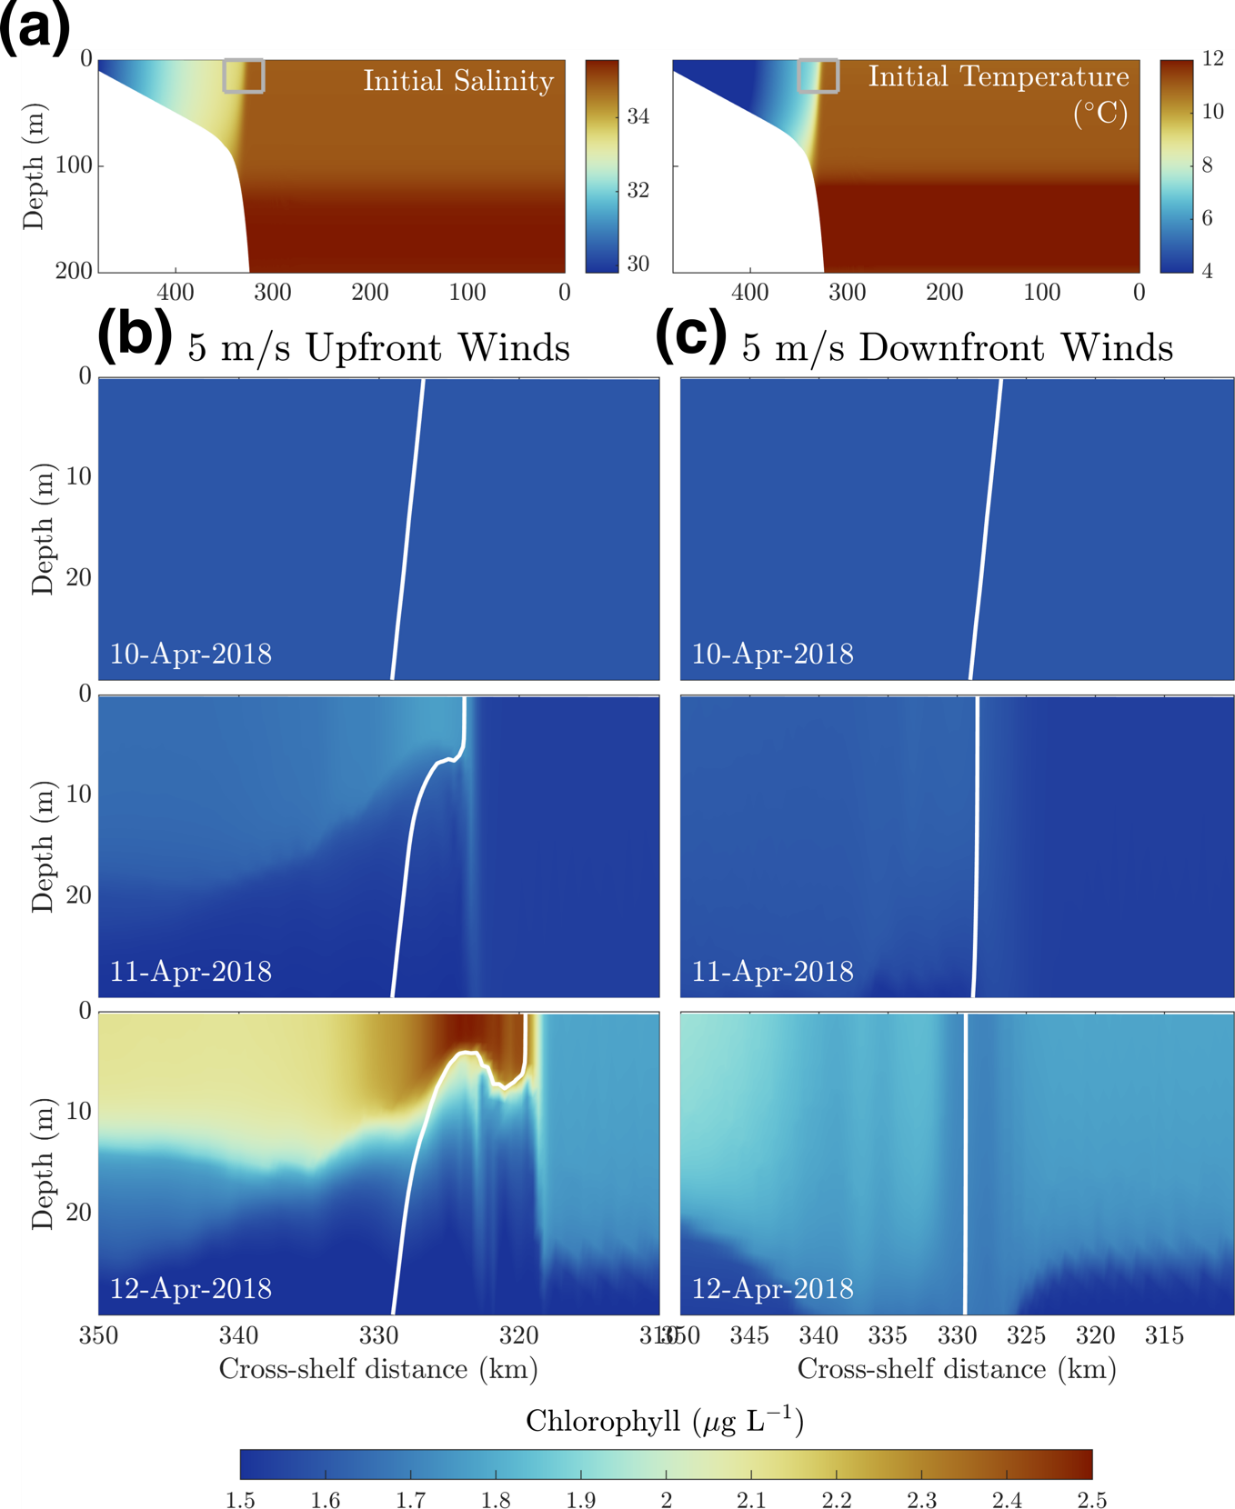 (a)
Initial Salinity
Initial Temperature
(°C)
Depth (m)
0
100
200
400 300 200 100 0
34
32
30
400 300 200 100 0
12
10
8
6
4
(b) 5 m/s Upfront Winds
(c) 5 m/s Downfront Winds
Depth (m)
0
10
20
10-Apr-2018
10-Apr-2018
Depth (m)
0
10
20
11-Apr-2018
11-Apr-2018
Depth (m)
0
10
20
12-Apr-2018
12-Apr-2018
350 340 330 320 310
350 345 340 335 330 325 320 315
Cross-shelf distance (km)
Cross-shelf distance (km)
Chlorophyll (μg L⁻¹)
1.5 1.6 1.7 1.8 1.9 2 2.1 2.2 2.3 2.4 2.5